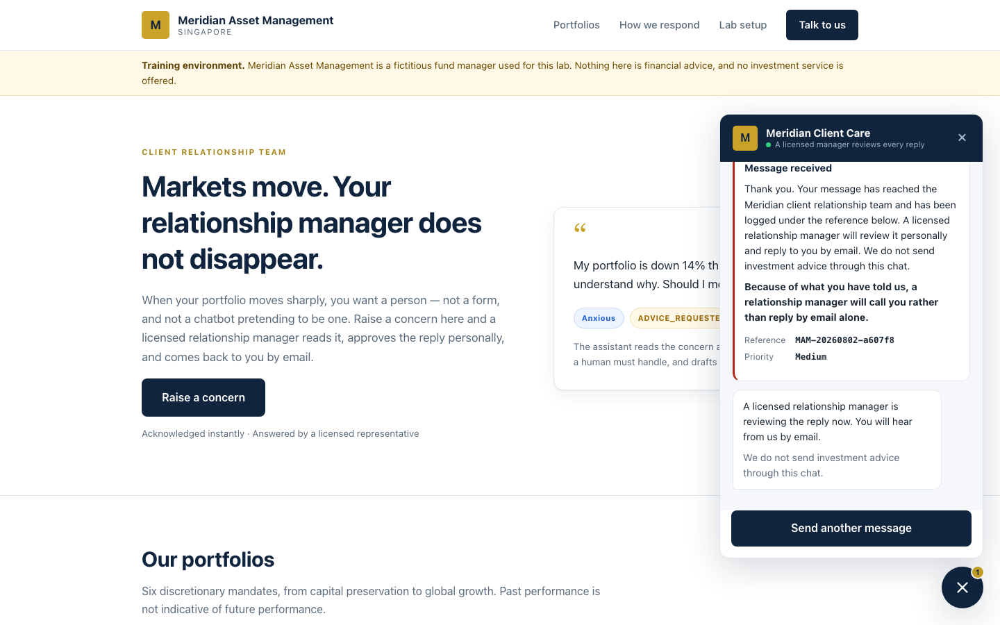 M
Meridian Asset Management
SINGAPORE
Portfolios
How we respond
Lab setup
Talk to us
Training environment. Meridian Asset Management is a fictitious fund manager used for this lab. Nothing here is financial advice, and no investment service is
offered.
CLIENT RELATIONSHIP TEAM
Markets move. Your
relationship manager does
not disappear.
When your portfolio moves sharply, you want a person — not a form,
and not a chatbot pretending to be one. Raise a concern here and a
licensed relationship manager reads it, approves the reply personally,
and comes back to you by email.
Raise a concern
Acknowledged instantly · Answered by a licensed representative
“
My portfolio is down 14% th
understand why. Should I m
Anxious
ADVICE_REQUESTE
The assistant reads the concern a
a human must handle, and drafts
M
Meridian Client Care
A licensed manager reviews every reply
Message received
Thank you. Your message has reached the
Meridian client relationship team and has been
logged under the reference below. A licensed
relationship manager will review it personally
and reply to you by email. We do not send
investment advice through this chat.
Because of what you have told us, a
relationship manager will call you rather
than reply by email alone.
Reference MAM-20260802-a607f8
Priority Medium
A licensed relationship manager is
reviewing the reply now. You will hear
from us by email.
We do not send investment advice
through this chat.
Send another message
1
Our portfolios
Six discretionary mandates, from capital preservation to global growth. Past performance is
not indicative of future performance.